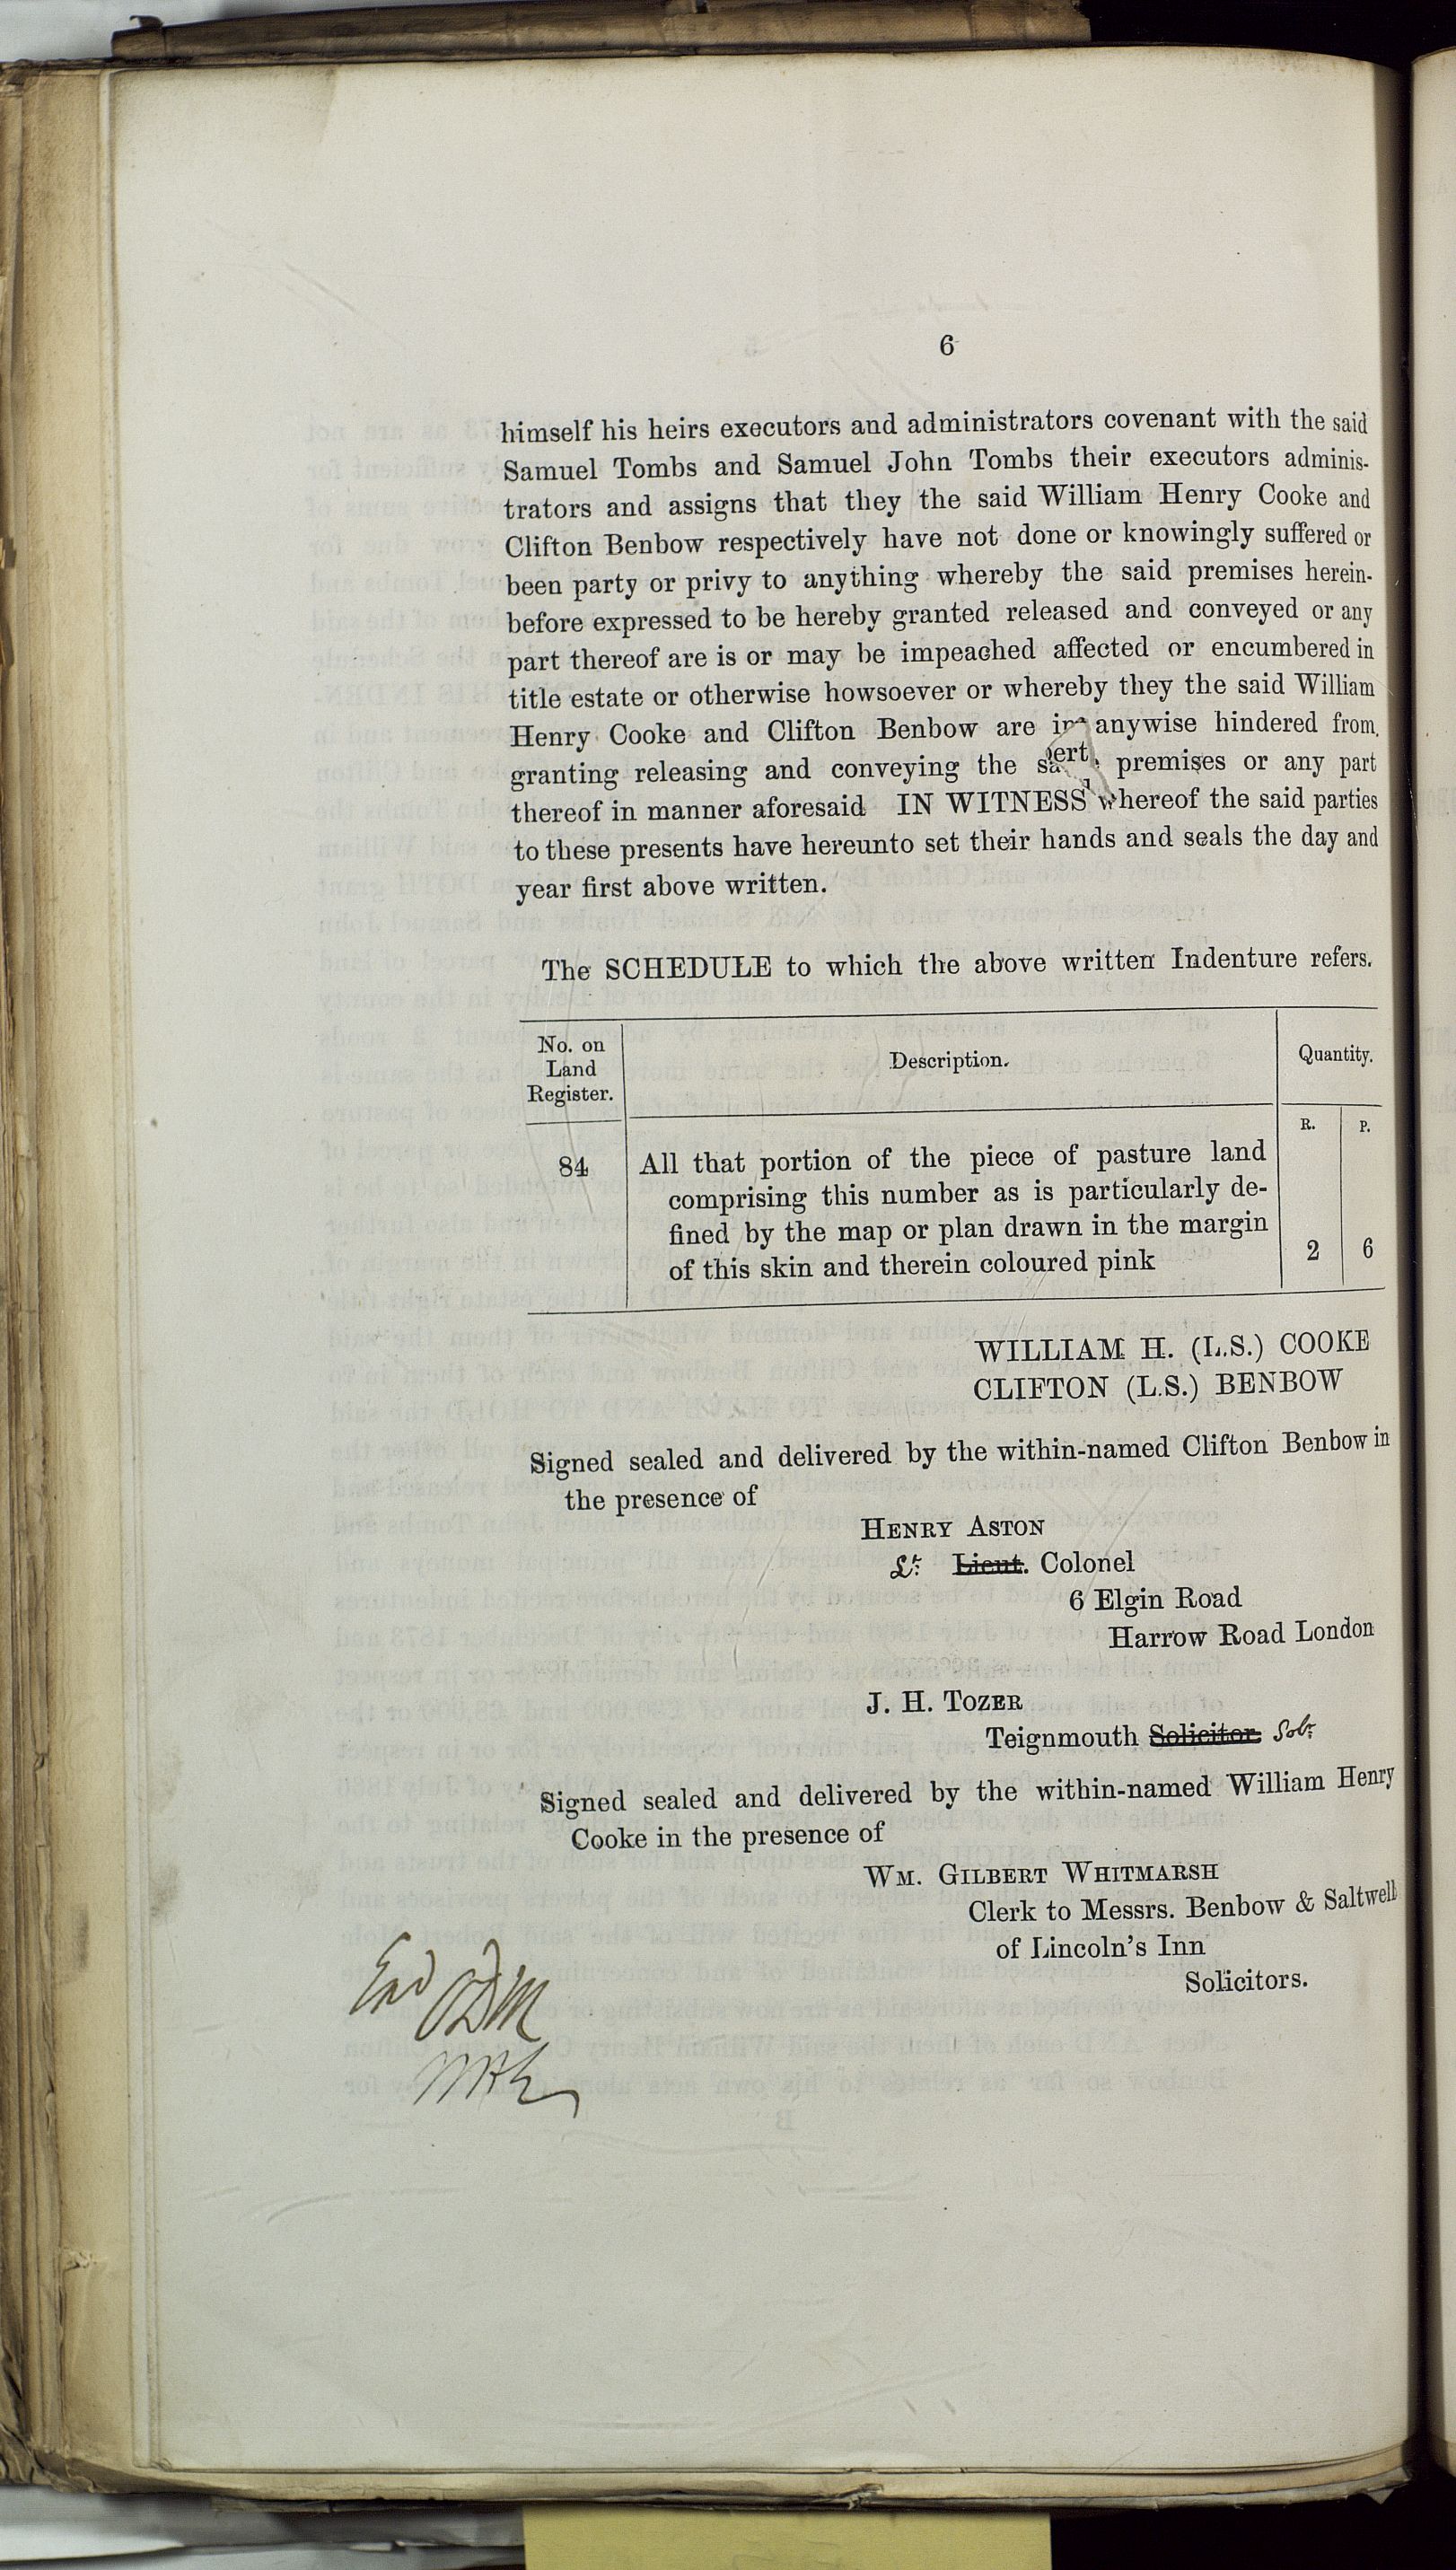 6
himself his heirs executors and administrators covenant with the said
Samuel Tombs and Samuel John Tombs their executors adminis-
trators and assigns that they the said William Henry Cooke and
Clifton Benbow respectively have not done or knowingly suffered or
been party or privy to anything whereby the said premises herein-
before expressed to be hereby granted released and conveyed or any
part thereof are is or may be impeached affected or encumbered in
title estate or otherwise howsoever or whereby they the said William
Henry Cooke and Clifton Benbow are in anywise hindered from
granting releasing and conveying the premises or any part
thereof in manner aforesaid IN WITNESS whereof the said parties
to these presents have hereunto set their hands and seals the day and
year first above written.
The SCHEDULE to which the above written Indenture refers.
No. on
Land
Register.
Description.
Quantity.
R. P.
84 All that portion of the piece of pasture land
comprising this number as is particularly de-
fined by the map or plan drawn in the margin
of this skin and therein coloured pink 2 6
WILLIAM H. (L.S.) COOKE
CLIFTON (L.S.) BENBOW
Signed sealed and delivered by the within-named Clifton Benbow in
the presence of
HENRY ASTON
Lt. Lieut. Colonel
6 Elgin Road
Harrow Road London
J. H. TOZER
Teignmouth Solicitor Solr.
Signed sealed and delivered by the within-named William Henry
Cooke in the presence of
WM. GILBERT WHITMARSH
Clerk to Messrs. Benbow & Saltwell
of Lincoln's Inn
Solicitors.